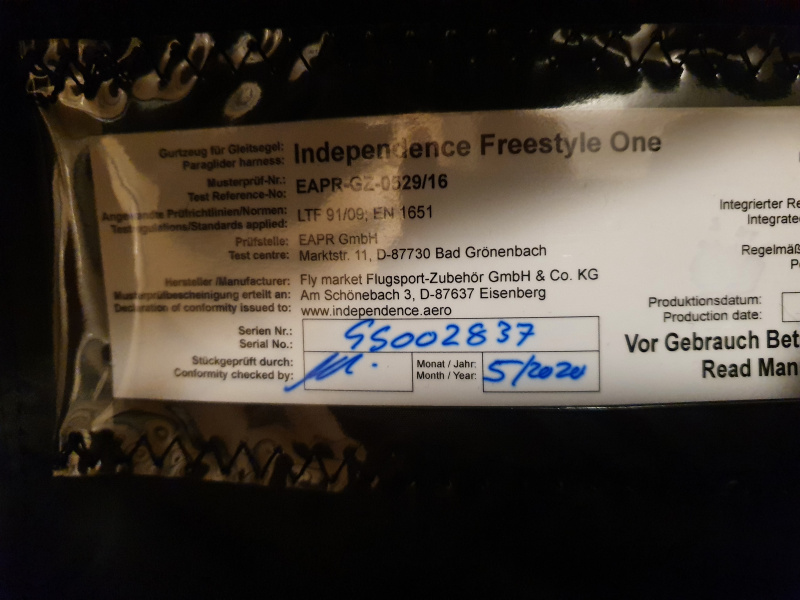 Gurtzeug für Gleitsegel:
Paraglider harness:
Independence Freestyle One
Musterprüf-Nr.:
Test Reference-No:
EAPR-GZ-0529/16
Angewandte Prüfrichtlinien/Normen:
Testregulations/Standards applied:
LTF 91/09; EN 1651
Prüfstelle:
Test centre:
EAPR GmbH
Marktstr. 11, D-87730 Bad Grönenbach
Hersteller /Manufacturer:
Musterprüfbescheinigung erteilt an:
Declaration of conformity issued to:
Fly market Flugsport-Zubehör GmbH & Co. KG
Am Schönebach 3, D-87637 Eisenberg
www.independence.aero
Serien Nr.:
Serial No.:
SS002837
Stückgeprüft durch:
Conformity checked by:
Monat / Jahr:
Month / Year:
5/2020
Integrierter Re
Integrate
Regelmäß
Produktionsdatum:
Production date:
Vor Gebrauch Bet
Read Man